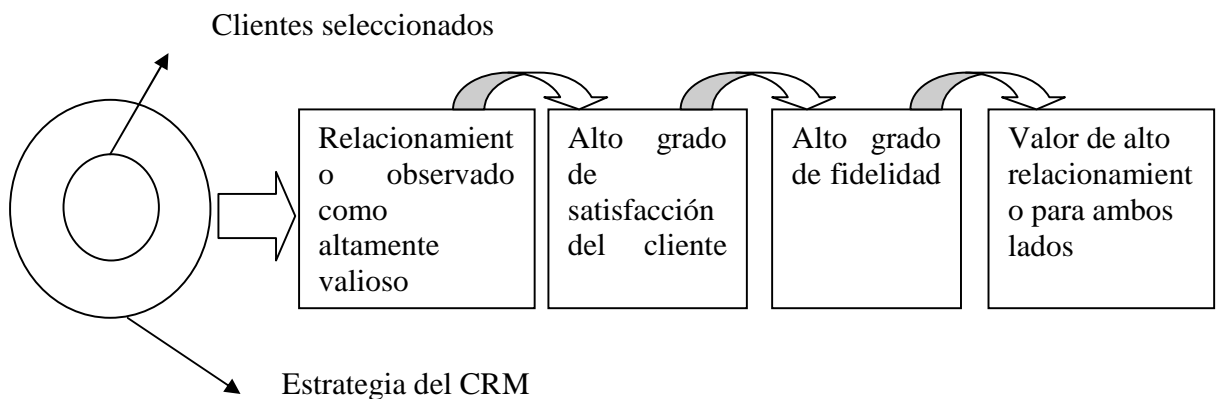 Clientes seleccionados
Relacionamient
o observado
como
altamente
valioso
Alto grado
de
satisfacción
del cliente
Alto grado
de fidelidad
Valor de alto
relacionamient
o para ambos
lados
Estrategia del CRM